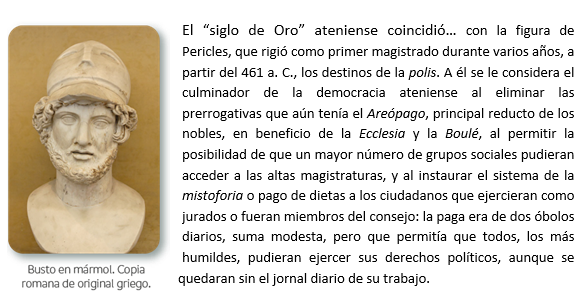 El “siglo de Oro” ateniense coincidió… con la figura de
Pericles, que rigió como primer magistrado durante varios años, a
partir del 461 a. C., los destinos de la polis. A él se le considera el
culminador de la democracia ateniense al eliminar las
prerrogativas que aún tenía el Areópago, principal reducto de los
nobles, en beneficio de la Ecclesia y la Boulé, al permitir la
posibilidad de que un mayor número de grupos sociales pudieran
acceder a las altas magistraturas, y al instaurar el sistema de la
mistoforia o pago de dietas a los ciudadanos que ejercieran como
jurados o fueran miembros del consejo: la paga era de dos óbolos
diarios, suma modesta, pero que permitía que todos, los más
humildes, pudieran ejercer sus derechos políticos, aunque se
quedaran sin el jornal diario de su trabajo.
Busto en mármol. Copia
romana de original griego.